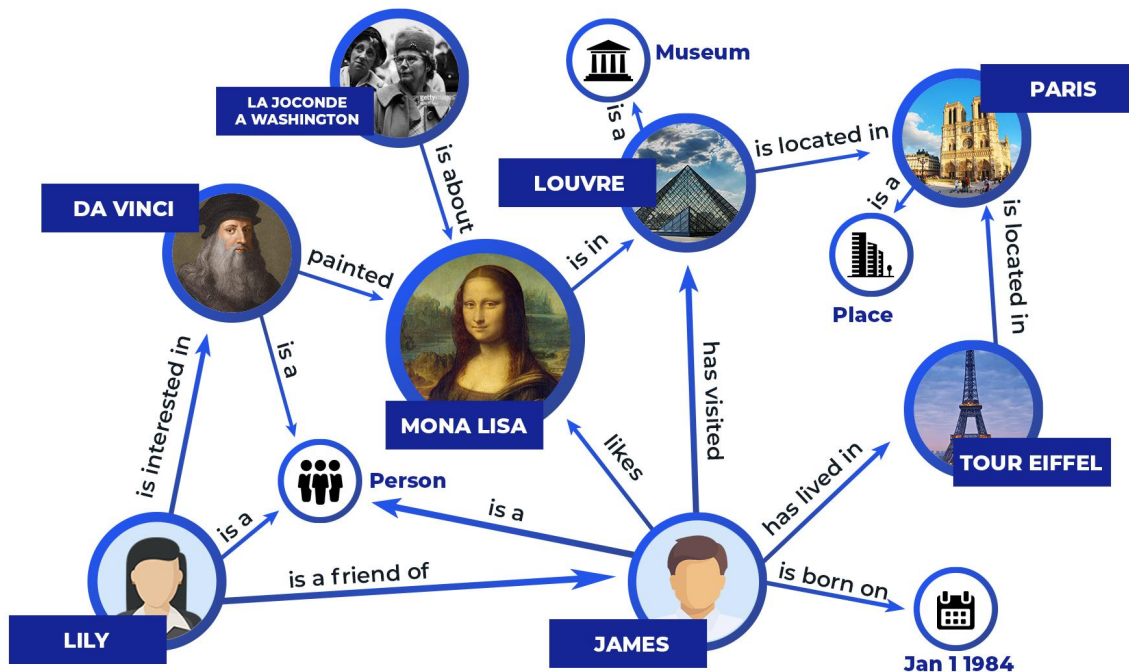 LA JOCONDE
A WASHINGTON
gettyimages
Museum
PARIS
is a
is about
is located in
LOUVRE
DA VINCI
is a
is located in
painted
is in
Place
is interested in
is a
has visited
MONA LISA
likes
has lived in
TOUR EIFFEL
Person
is a
is a
is a friend of
is born on
LILY
JAMES
Jan 1 1984